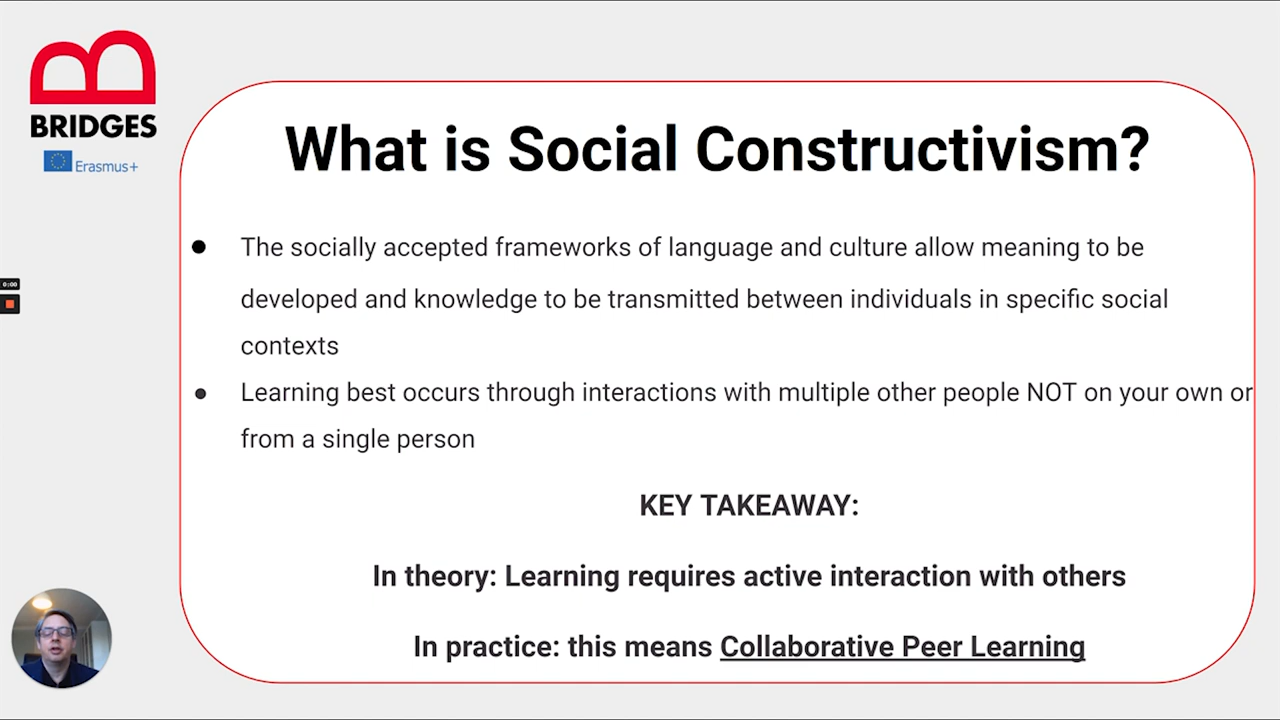 BRIDGES
Erasmus+
What is Social Constructivism?
● The socially accepted frameworks of language and culture allow meaning to be
developed and knowledge to be transmitted between individuals in specific social
contexts
● Learning best occurs through interactions with multiple other people NOT on your own or
from a single person
0:00
KEY TAKEAWAY:
In theory: Learning requires active interaction with others
In practice: this means Collaborative Peer Learning